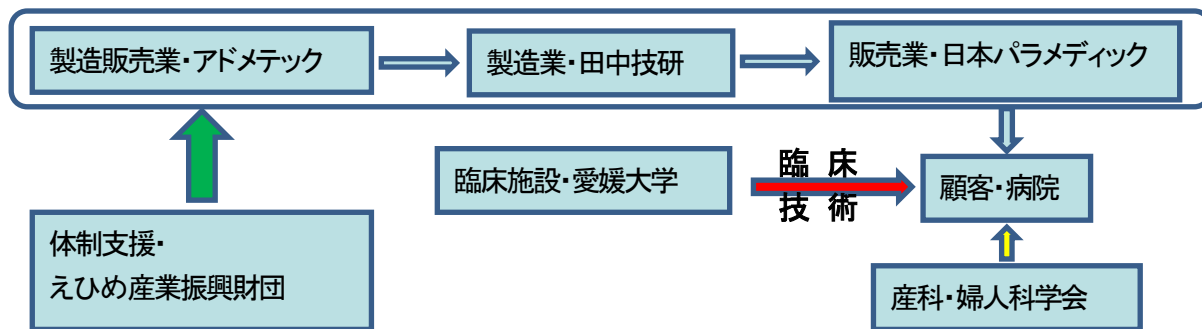 製造販売業・アドメテック
製造業・田中技研
販売業・日本パラメディック
臨床施設・愛媛大学
臨 床
技 術
顧客・病院
体制支援・
えひめ産業振興財団
産科・婦人科学会